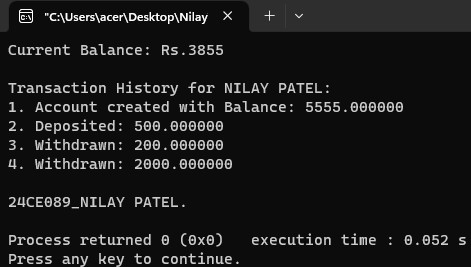 "C:\Users\acer\Desktop\Nilay
Current Balance: Rs.3855
Transaction History for NILAY PATEL:
1. Account created with Balance: 5555.000000
2. Deposited: 500.000000
3. Withdrawn: 200.000000
4. Withdrawn: 2000.000000
24CE089_NILAY PATEL.
Process returned 0 (0x0)   execution time : 0.052 s
Press any key to continue.